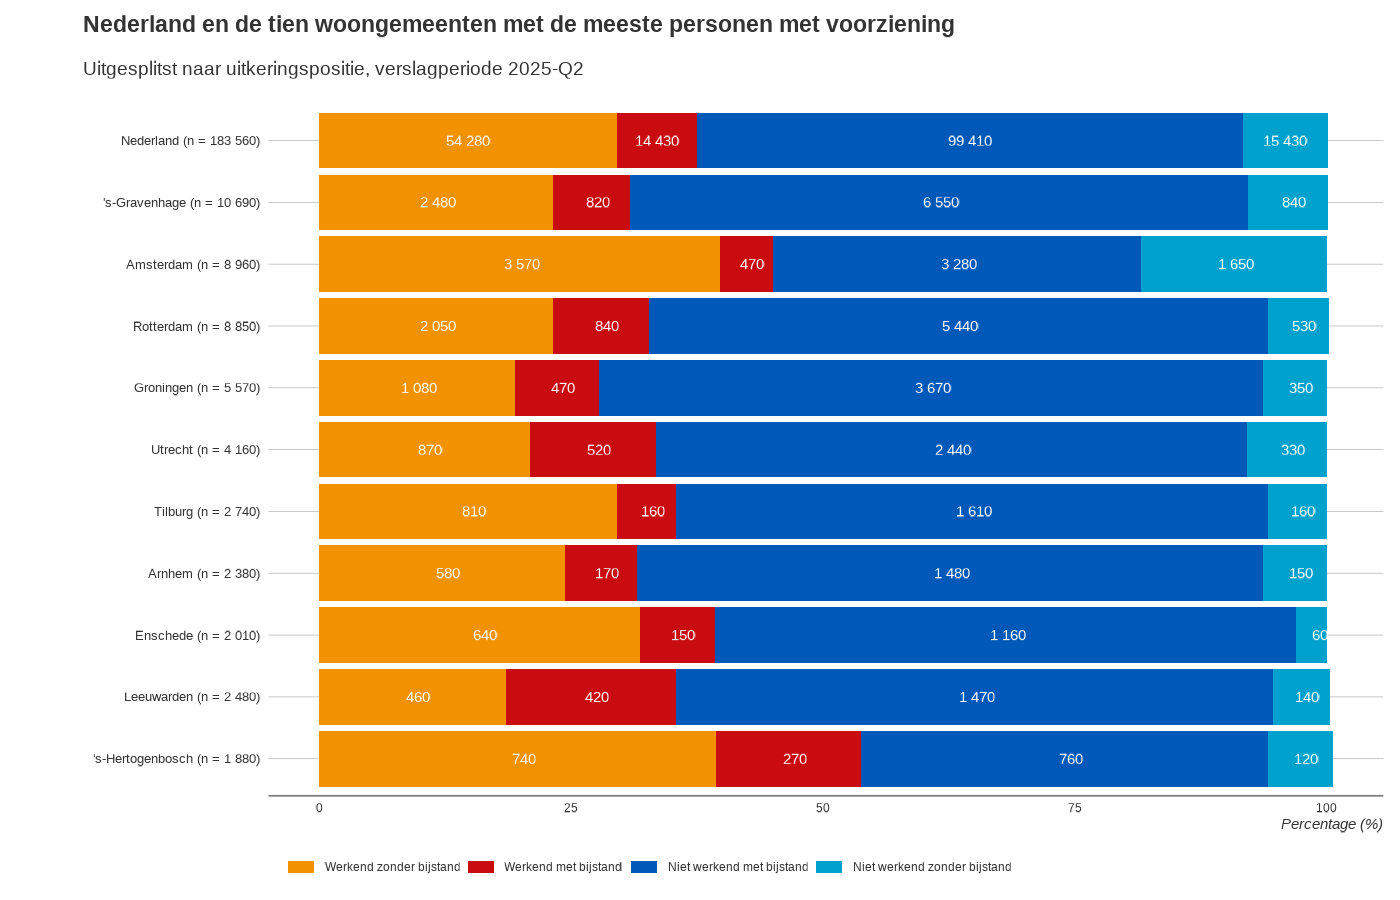 Nederland en de tien woongemeenten met de meeste personen met voorziening
Uitgesplitst naar uitkeringspositie, verslagperiode 2025-Q2
Nederland (n = 183 560) 54 280 14 430 99 410 15 430
's-Gravenhage (n = 10 690) 2 480 820 6 550 840
Amsterdam (n = 8 960) 3 570 470 3 280 1 650
Rotterdam (n = 8 850) 2 050 840 5 440 530
Groningen (n = 5 570) 1 080 470 3 670 350
Utrecht (n = 4 160) 870 520 2 440 330
Tilburg (n = 2 740) 810 160 1 610 160
Arnhem (n = 2 380) 580 170 1 480 150
Enschede (n = 2 010) 640 150 1 160 60
Leeuwarden (n = 2 480) 460 420 1 470 140
's-Hertogenbosch (n = 1 880) 740 270 760 120
0 25 50 75 100
Percentage (%)
Werkend zonder bijstand Werkend met bijstand Niet werkend met bijstand Niet werkend zonder bijstand